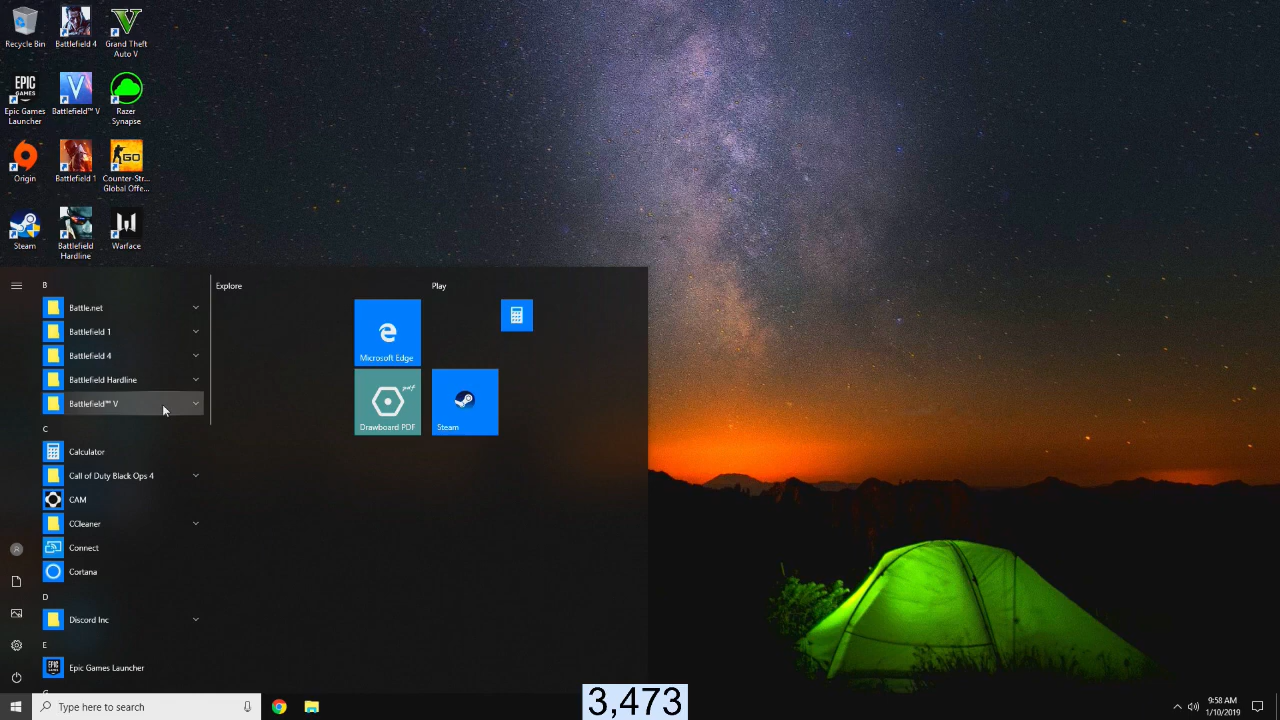 Recycle Bin
Battlefield 4
Grand Theft
Auto V
EPIC
GAMES
Epic Games
Launcher
Battlefield™ V
Razer
Synapse
Origin
Battlefield 1
GO
Counter-Str...
Global Offe...
Steam
Battlefield
Hardline
Warface
B
Battle.net
Battlefield 1
Battlefield 4
Battlefield Hardline
Battlefield™ V
C
Calculator
Call of Duty Black Ops 4
CAM
CCleaner
Connect
Cortana
D
Discord Inc
E
Epic Games Launcher
Explore
Play
Microsoft Edge
Drawboard PDF
Steam
Type here to search
3,473
9:58 AM
1/10/2019